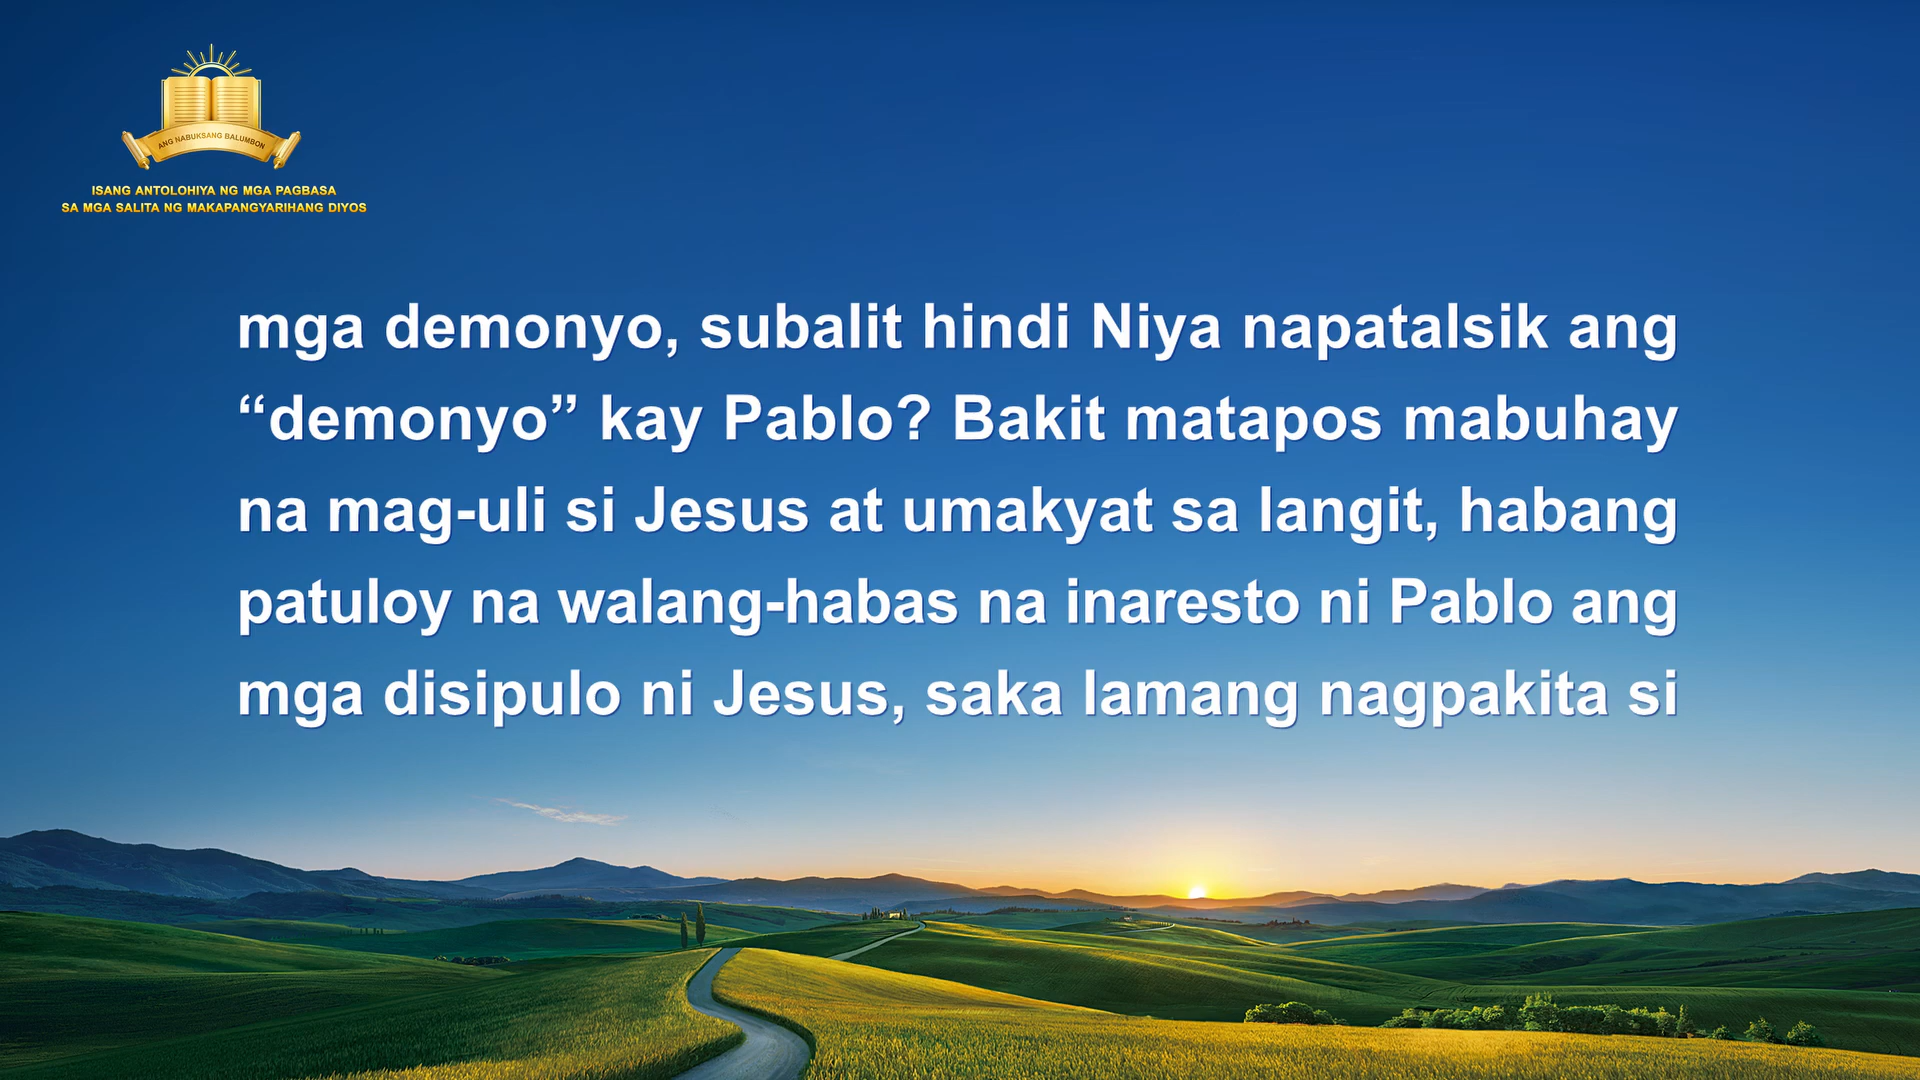 ANG NABUKSANG BALUMBON
ISANG ANTOLOHIYA NG MGA PAGBASA
SA MGA SALITA NG MAKAPANGYARIHANG DIYOS
mga demonyo, subalit hindi Niya napatalsik ang
“demonyo” kay Pablo? Bakit matapos mabuhay
na mag-uli si Jesus at umakyat sa langit, habang
patuloy na walang-habas na inaresto ni Pablo ang
mga disipulo ni Jesus, saka lamang nagpakita si